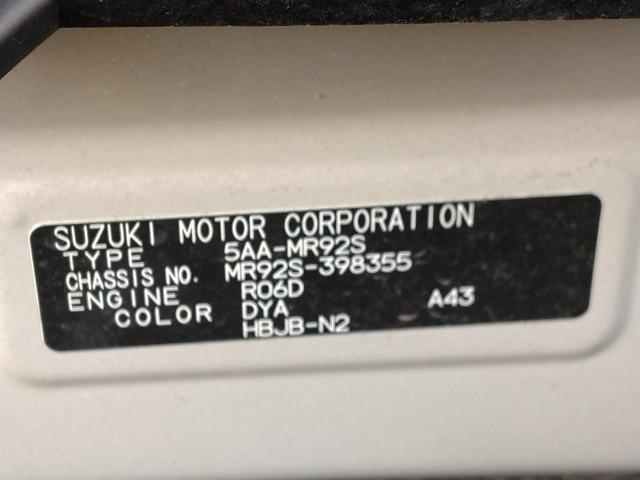 SUZUKI MOTOR CORPORATION
TYPE 5AA-MR92S
CHASSIS NO. MR92S-398355
ENGINE R06D
COLOR DYA A43
HBJB-N2